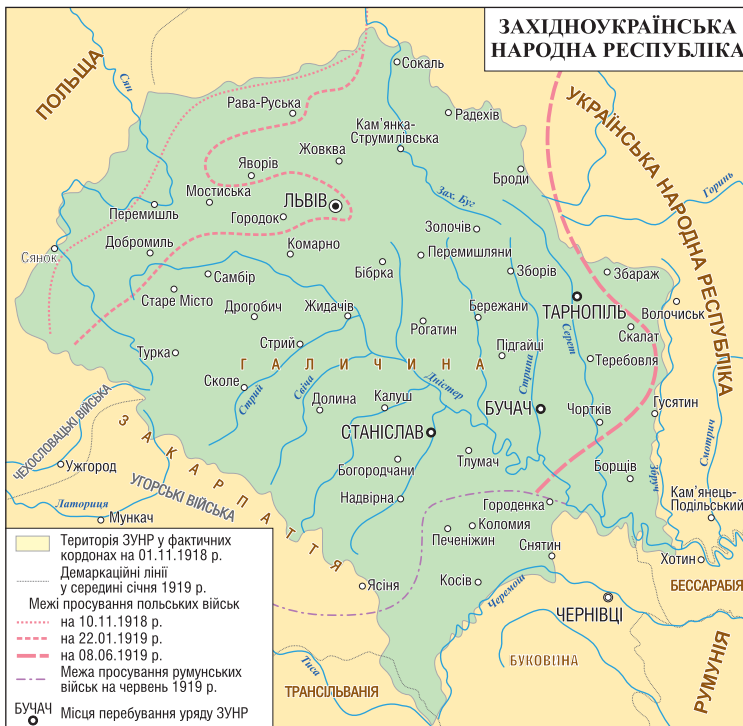 ЗАХІДНОУКРАЇНСЬКА
НАРОДНА РЕСПУБЛІКА
ПОЛЬЩА
Сян
Сокаль
Рава-Руська
Радехів
Кам'янка-
Струмилівська
УКРАЇНСЬКА НАРОДНА РЕСПУБЛІКА
Жовква
Яворів
Броди
Горинь
Мостиська
ЛЬВІВ
Зах. Буг
Перемишль
Городок
Золочів
Добромиль
Комарно
Перемишляни
Сянок
Бібрка
Зборів
Збараж
Самбір
Старе Місто
ТАРНОПІЛЬ
Волочиськ
Дрогобич
Жидачів
Бережани
Рогатин
Скалат
Серет
Стрий
Підгайці
Турка
Теребовля
ГАЛИЧИНА
Стрипа
Сколе
Стрий
Свіча
Дністер
ЧЕХОСЛОВАЦЬКІ ВІЙСЬКА
Долина
Калуш
БУЧАЧ
Чортків
Гусятин
СТАНІСЛАВ
Смотрич
ЗАКАРПАТТЯ
Ужгород
Богородчани
Тлумач
Борщів
Збруч
УГОРСЬКІ ВІЙСЬКА
Латориця
Надвірна
Городенка
Кам'янець-
Подільський
Мункач
Коломия
Печеніжин
Снятин
Хотин
Ясіня
Косів
Черемош
БЕССАРАБІЯ
ЧЕРНІВЦІ
БУКОВИНА
РУМУНІЯ
Тиса
ТРАНСІЛЬВАНІЯ
Територія ЗУНР у фактичних
кордонах на 01.11.1918 р.
Демаркаційні лінії
у середині січня 1919 р.
Межі просування польських військ
на 10.11.1918 р.
на 22.01.1919 р.
на 08.06.1919 р.
Межа просування румунських
військ на червень 1919 р.
БУЧАЧ
Місця перебування уряду ЗУНР